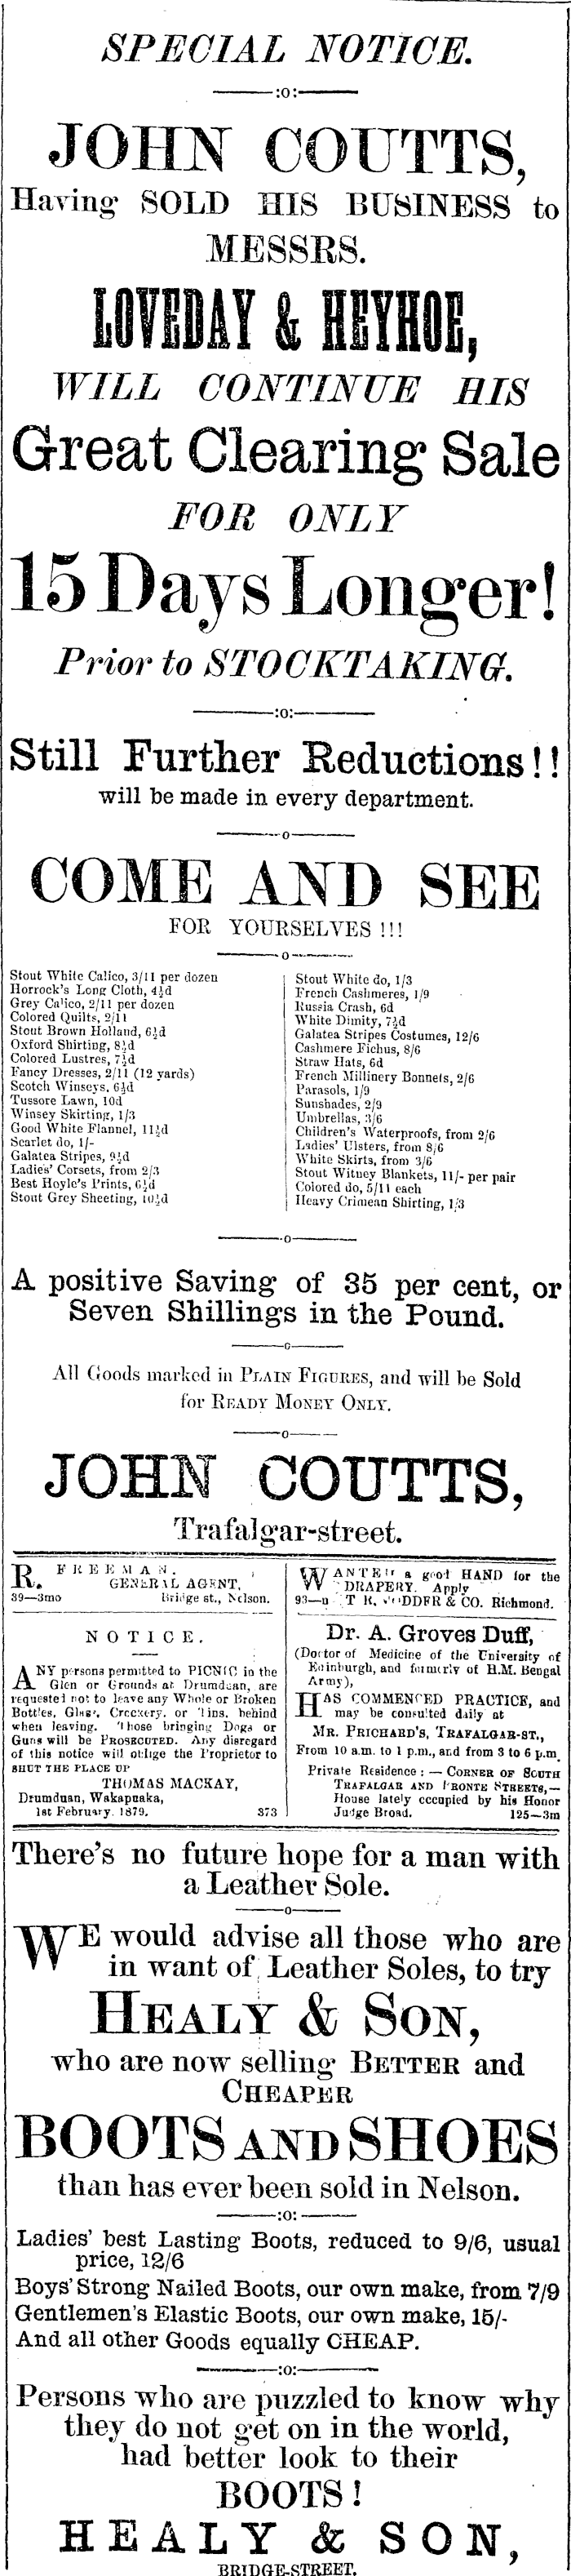 SPECIAL NOTICE.
:o:
JOHN COUTTS,
Having SOLD HIS BUSINESS to
MESSRS.
LOVEDAY & HEYHOE,
WILL CONTINUE HIS
Great Clearing Sale
FOR ONLY
15 Days Longer!
Prior to STOCKTAKING.
:o:
Still Further Reductions!!
will be made in every department.
o
COME AND SEE
FOR YOURSELVES !!!
o
Stout White Calico, 3/11 per dozen
Horrock's Long Cloth, 4½d
Grey Calico, 2/11 per dozen
Colored Quilts, 2/11
Stout Brown Holland, 6½d
Oxford Shirting, 8½d
Colored Lustres, 7½d
Fancy Dresses, 2/11 (12 yards)
Scotch Winseys, 6½d
Tussore Lawn, 10d
Winsey Skirting, 1/3
Good White Flannel, 11½d
Scarlet do, 1/-
Galatea Stripes, 9½d
Ladies' Corsets, from 2/3
Best Hoyle's Prints, 6½d
Stout Grey Sheeting, 10½d
Stout White do, 1/3
French Cashmeres, 1/9
Russia Crash, 6d
White Dimity, 7½d
Galatea Stripes Costumes, 12/6
Cashmere Fichus, 8/6
Straw Hats, 6d
French Millinery Bonnets, 2/6
Parasols, 1/9
Sunshades, 2/9
Umbrellas, 3/6
Children's Waterproofs, from 2/6
Ladies' Ulsters, from 8/6
White Skirts, from 3/6
Stout Witney Blankets, 11/- per pair
Colored do, 5/11 each
Heavy Crimean Shirting, 1/3
o
A positive Saving of 35 per cent, or
Seven Shillings in the Pound.
o
All Goods marked in PLAIN FIGURES, and will be Sold
for READY MONEY ONLY.
o
JOHN COUTTS,
Trafalgar-street.
R. FREEMAN.
GENERAL AGENT,
39—3mo Bridge st., Nelson.
NOTICE.
ANY persons permitted to PICNIC in the
Glen or Grounds at Drumduan, are
requested not to leave any Whole or Broken
Bottles, Glass, Crockery, or Tins, behind
when leaving. Those bringing Dogs or
Guns will be PROSECUTED. Any disregard
of this notice will oblige the Proprietor to
SHUT THE PLACE UP
THOMAS MACKAY,
Drumduan, Wakapuaka,
1st February, 1879. 373
WANTED a good HAND for the
DRAPERY. Apply
T R. & CO. Richmond.
Dr. A. Groves Duff,
(Doctor of Medicine of the University of
Edinburgh, and formerly of H.M. Bengal
Army),
HAS COMMENCED PRACTICE, and
may be consulted daily at
MR. PRICHARD'S, TRAFALGAR-ST.,
From 10 a.m. to 1 p.m., and from 3 to 6 p.m.
Private Residence :—CORNER OF SOUTH
TRAFALGAR AND BRONTE STREETS,—
House lately occupied by his Honor
Judge Broad. 125—3m
There's no future hope for a man with
a Leather Sole.
o
WE would advise all those who are
in want of Leather Soles, to try
HEALY & SON,
who are now selling BETTER and
CHEAPER
BOOTS AND SHOES
than has ever been sold in Nelson.
:o:
Ladies' best Lasting Boots, reduced to 9/6, usual
price, 12/6
Boys' Strong Nailed Boots, our own make, from 7/9
Gentlemen's Elastic Boots, our own make, 15/-
And all other Goods equally CHEAP.
:o:
Persons who are puzzled to know why
they do not get on in the world,
had better look to their
BOOTS!
HEALY & SON,
BRIDGE-STREET.